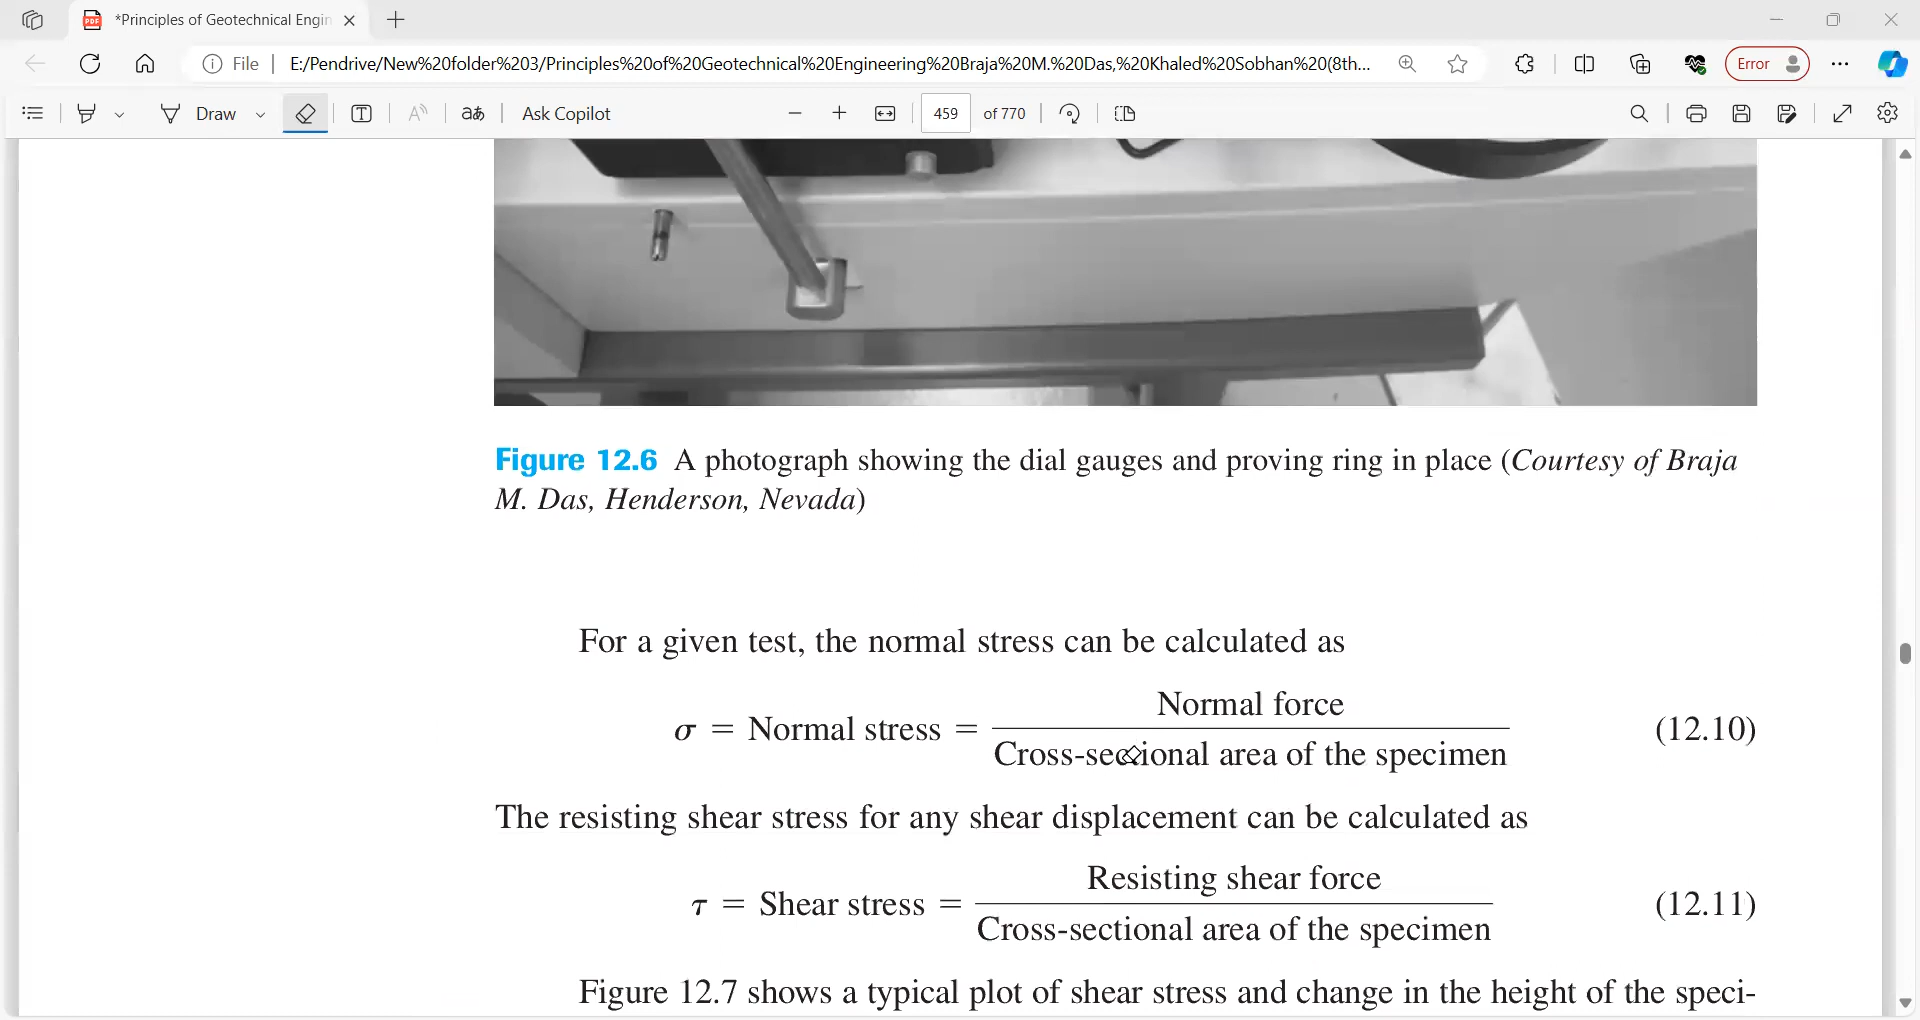 *Principles of Geotechnical Engin
File
E:/Pendrive/New%20folder%203/Principles%20of%20Geotechnical%20Engineering%20Braja%20M.%20Das,%20Khaled%20Sobhan%20(8th...
Error
Draw
aあ
Ask Copilot
459 of 770
Figure 12.6 A photograph showing the dial gauges and proving ring in place (Courtesy of Braja
M. Das, Henderson, Nevada)
For a given test, the normal stress can be calculated as
σ = Normal stress = Normal force
Cross-sectional area of the specimen
(12.10)
The resisting shear stress for any shear displacement can be calculated as
τ = Shear stress = Resisting shear force
Cross-sectional area of the specimen
(12.11)
Figure 12.7 shows a typical plot of shear stress and change in the height of the speci-